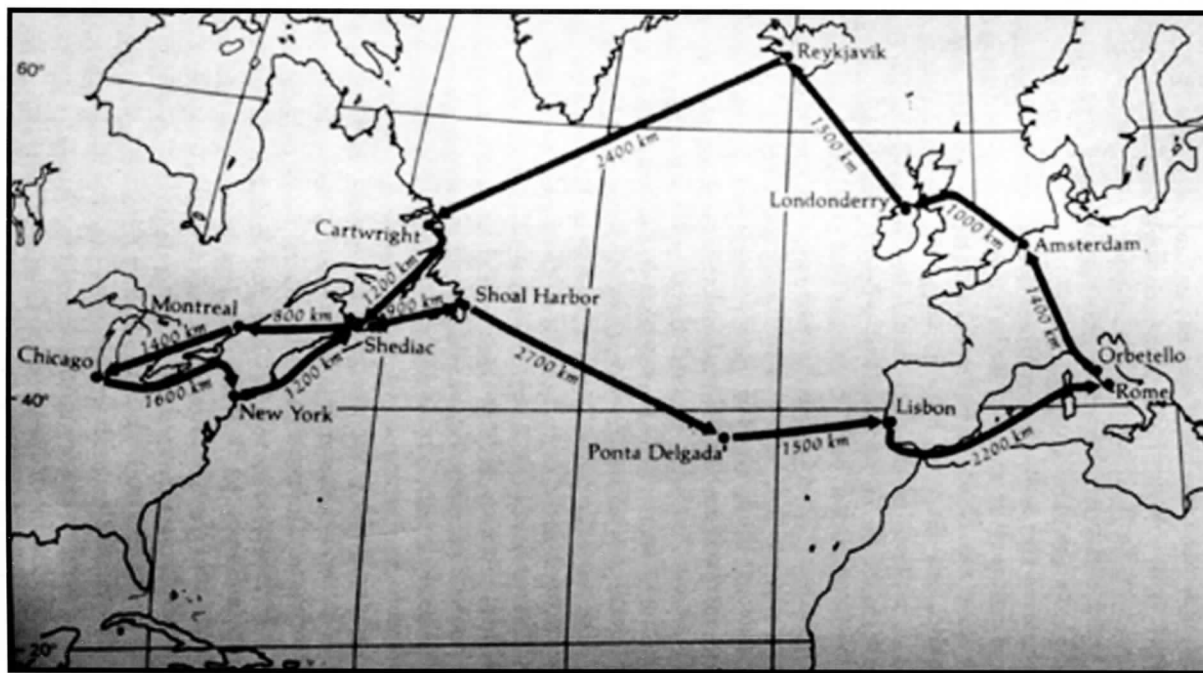 60°
Reykjavik
2400 km
1500 km
Londonderry
1000 km
Cartwright
Amsterdam
1200 km
Shoal Harbor
Montreal
800 km
900 km
1400 km
Shediac
1400 km
Chicago
2700 km
Orbetello
1600 km
1200 km
Rome
40°
New York
Lisbon
Ponta Delgada
1500 km
2200 km
20°